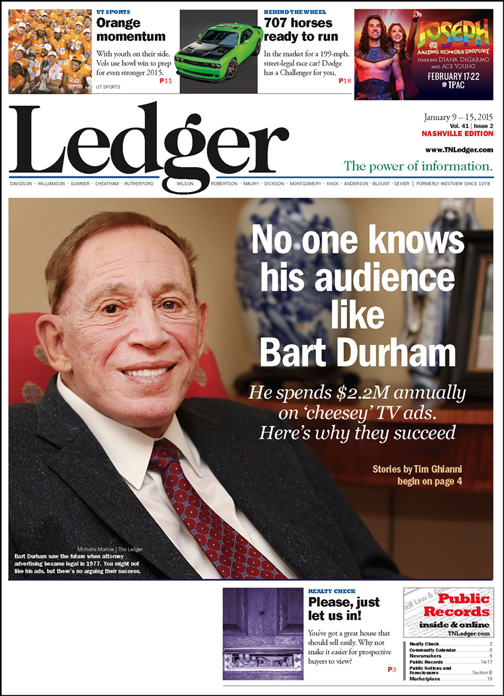 UT SPORTS
Orange
momentum
With youth on their side,
Vols use bowl win to prep
for even stronger 2015.
P11
UT SPORTS
BEHIND THE WHEEL
707 horses
ready to run
In the market for a 199-mph,
street-legal race car? Dodge
has a Challenger for you.
P18
JOSEPH
AND THE
AMAZING TECHNICOLOR DREAMCOAT
STARRING DIANA DEGARMO
AND ACE YOUNG
FEBRUARY 17-22
@ TPAC
Ledger
January 9 – 15, 2015
Vol. 41 | Issue 2
NASHVILLE EDITION
www.TNLedger.com
The power of information.
DAVIDSON • WILLIAMSON • SUMNER • CHEATHAM • RUTHERFORD WILSON ROBERTSON • MAURY • DICKSON • MONTGOMERY • KNOX • ANDERSON • BLOUNT • SEVIER | FORMERLY WESTVIEW SINCE 1978
No one knows
his audience
like
Bart Durham
He spends $2.2M annually
on ‘cheesey’ TV ads.
Here’s why they succeed
Stories by Tim Ghianni
begin on page 4
Michelle Morrow | The Ledger
Bart Durham saw the future when attorney
advertising became legal in 1977. You might not
like his ads, but there’s no arguing their success.
REALTY CHECK
Please, just
let us in!
You’ve got a great house that
should sell easily. Why not
make it easier for prospective
buyers to view?
P3
Public
Records
inside & online
TNLedger.com
Realty Check 3
Community Calendar 6
Newsmakers 6
Public Records 14-17
Public Notices and
Foreclosures Section B
Marketplace 19